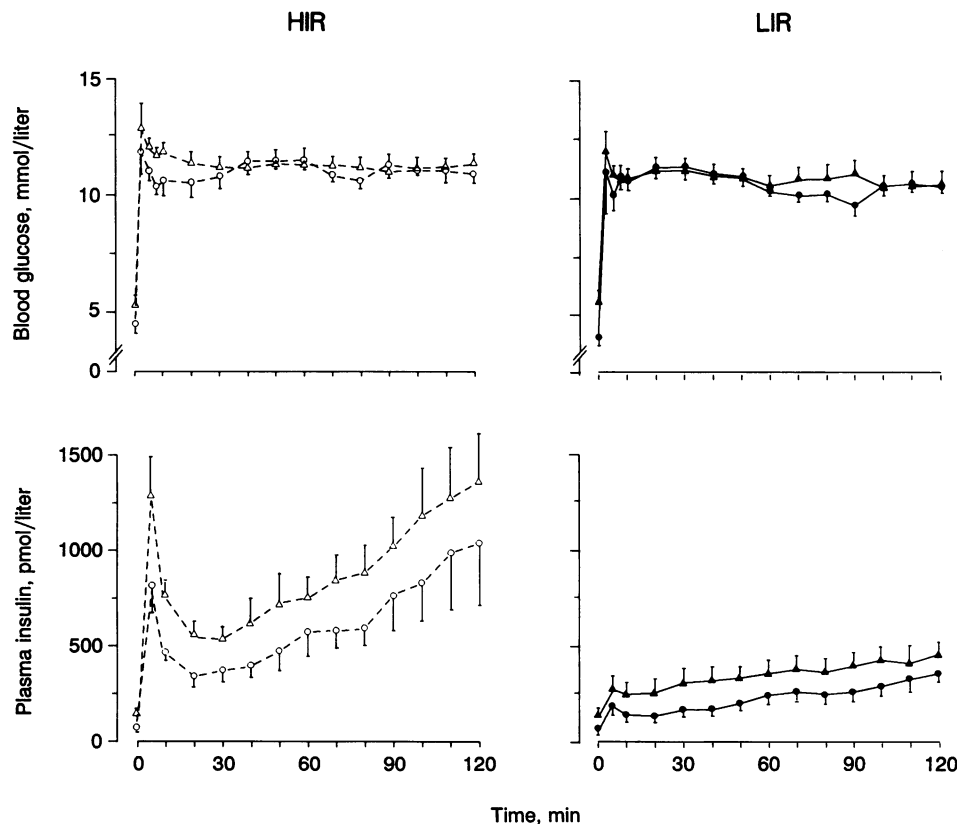 HIR
LIR
Blood glucose, mmol/liter
15
10
5
0
Plasma insulin, pmol/liter
1500
1000
500
0
0 30 60 90 120
0 30 60 90 120
Time, min